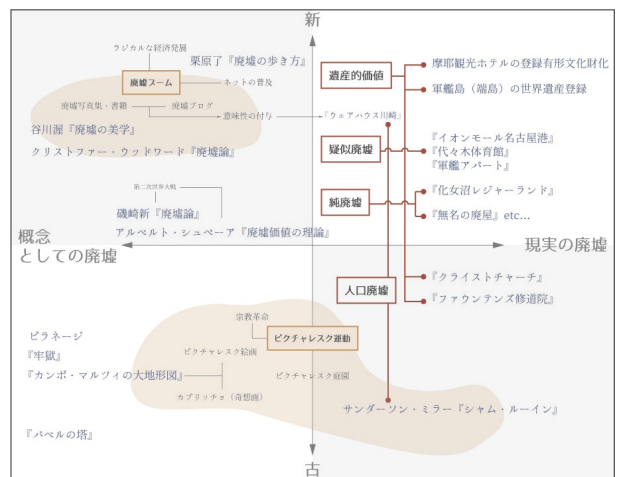 新
ラジカルな経済発展
栗原了『廃墟の歩き方』
廃墟ブーム
ネットの普及
廃墟写真集・書籍
廃墟ブログ
意味性の付与
『ウェアハウス川崎』
谷川渥『廃墟の美学』
クリストファー・ウッドワード『廃墟論』
遺産的価値
摩耶観光ホテルの登録有形文化財化
軍艦島（端島）の世界遺産登録
疑似廃墟
『イオンモール名古屋港』
『代々木体育館』
『軍艦アパート』
純廃墟
『化女沼レジャーランド』
『無名の廃屋』etc...
第二次世界大戦
磯崎新『廃墟論』
アルベルト・シュペーア『廃墟価値の理論』
概念
としての廃墟
現実の廃墟
人口廃墟
『クライストチャーチ』
『ファウンテンズ修道院』
宗教革命
ピクチャレスク運動
ピラネージ
『牢獄』
『カンポ・マルツィの大地形図』
ピクチャレスク絵画
ピクチャレスク庭園
カプリッチョ（奇想画）
サンダーソン・ミラー『シャム・ルーイン』
『バベルの塔』
古